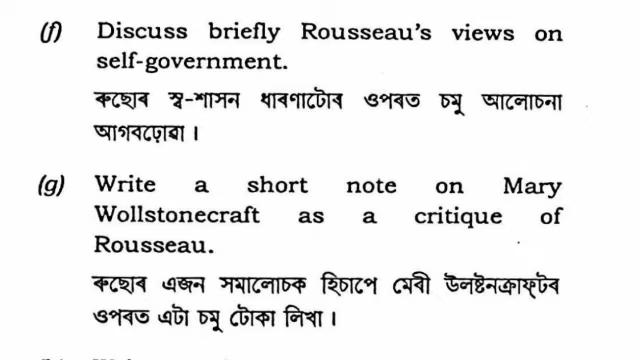 (f) Discuss briefly Rousseau's views on
self-government.
ৰুছোৰ স্ব-শাসন ধাৰণাটোৰ ওপৰত চমু আলোচনা
আগবঢ়োৱা ।
(g) Write a short note on Mary
Wollstonecraft as a critique of
Rousseau.
ৰুছোৰ এজন সমালোচক হিচাপে মেৰী উলষ্টনক্ৰাফ্টৰ
ওপৰত এটা চমু টোকা লিখা ।